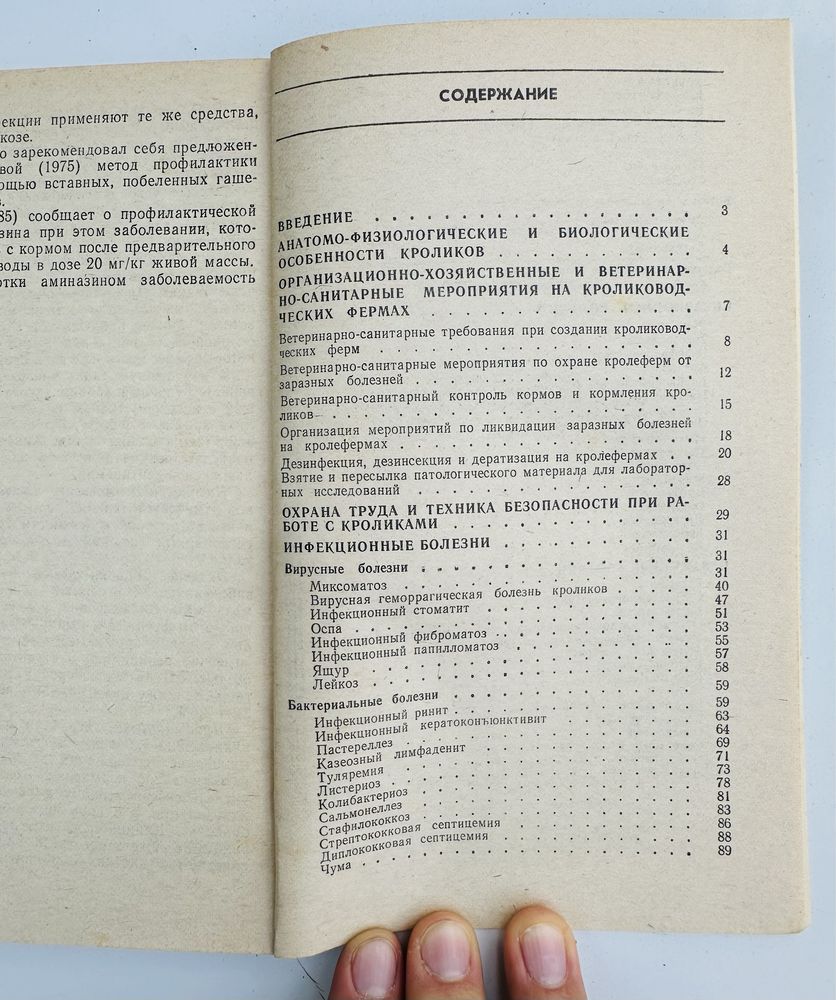 екции применяют те же средства,
козе.
о зарекомендовал себя предложен-
вой (1975) метод профилактики
ощью вставных, побеленных гаше-
в.
85) сообщает о профилактической
зина при этом заболевании, кото-
с кормом после предварительного
воды в дозе 20 мг/кг живой массы.
отки аминазином заболеваемость
СОДЕРЖАНИЕ
ВВЕДЕНИЕ . . . . . . . . . . . . . . . 3
АНАТОМО-ФИЗИОЛОГИЧЕСКИЕ И БИОЛОГИЧЕСКИЕ
ОСОБЕННОСТИ КРОЛИКОВ . . . . . . . . . . 4
ОРГАНИЗАЦИОННО-ХОЗЯЙСТВЕННЫЕ И ВЕТЕРИНАР-
НО-САНИТАРНЫЕ МЕРОПРИЯТИЯ НА КРОЛИКОВОД-
ЧЕСКИХ ФЕРМАХ . . . . . . . . . . . . 7
Ветеринарно-санитарные требования при создании кроликовод-
ческих ферм . . . . . . . . . . . . . . 8
Ветеринарно-санитарные мероприятия по охране кролеферм от
заразных болезней . . . . . . . . . . . . 12
Ветеринарно-санитарный контроль кормов и кормления кро-
ликов . . . . . . . . . . . . . . . . 15
Организация мероприятий по ликвидации заразных болезней
на кролефермах . . . . . . . . . . . . . 18
Дезинфекция, дезинсекция и дератизация на кролефермах . . 20
Взятие и пересылка патологического материала для лаборатор-
ных исследований . . . . . . . . . . . . 28
ОХРАНА ТРУДА И ТЕХНИКА БЕЗОПАСНОСТИ ПРИ РА-
БОТЕ С КРОЛИКАМИ . . . . . . . . . . . 29
ИНФЕКЦИОННЫЕ БОЛЕЗНИ . . . . . . . . . 31
Вирусные болезни . . . . . . . . . . . . 31
Миксоматоз . . . . . . . . . . . . . 31
Вирусная геморрагическая болезнь кроликов . . . . 40
Инфекционный стоматит . . . . . . . . . 47
Оспа . . . . . . . . . . . . . . . 51
Инфекционный фиброматоз . . . . . . . . 53
Инфекционный папилломатоз . . . . . . . . 55
Ящур . . . . . . . . . . . . . . . 57
Лейкоз . . . . . . . . . . . . . . 58
Бактериальные болезни . . . . . . . . . . 59
Инфекционный ринит . . . . . . . . . . 59
Инфекционный кератоконъюнктивит . . . . . . 63
Пастереллез . . . . . . . . . . . . . 64
Казеозный лимфаденит . . . . . . . . . 69
Туляремия . . . . . . . . . . . . . 71
Листериоз . . . . . . . . . . . . . 73
Колибактериоз . . . . . . . . . . . . 78
Сальмонеллез . . . . . . . . . . . . 81
Стафилококкоз . . . . . . . . . . . . 83
Стрептококковая септицемия . . . . . . . . 86
Диплококковая септицемия . . . . . . . . 88
Чума . . . . . . . . . . . . . . . 89